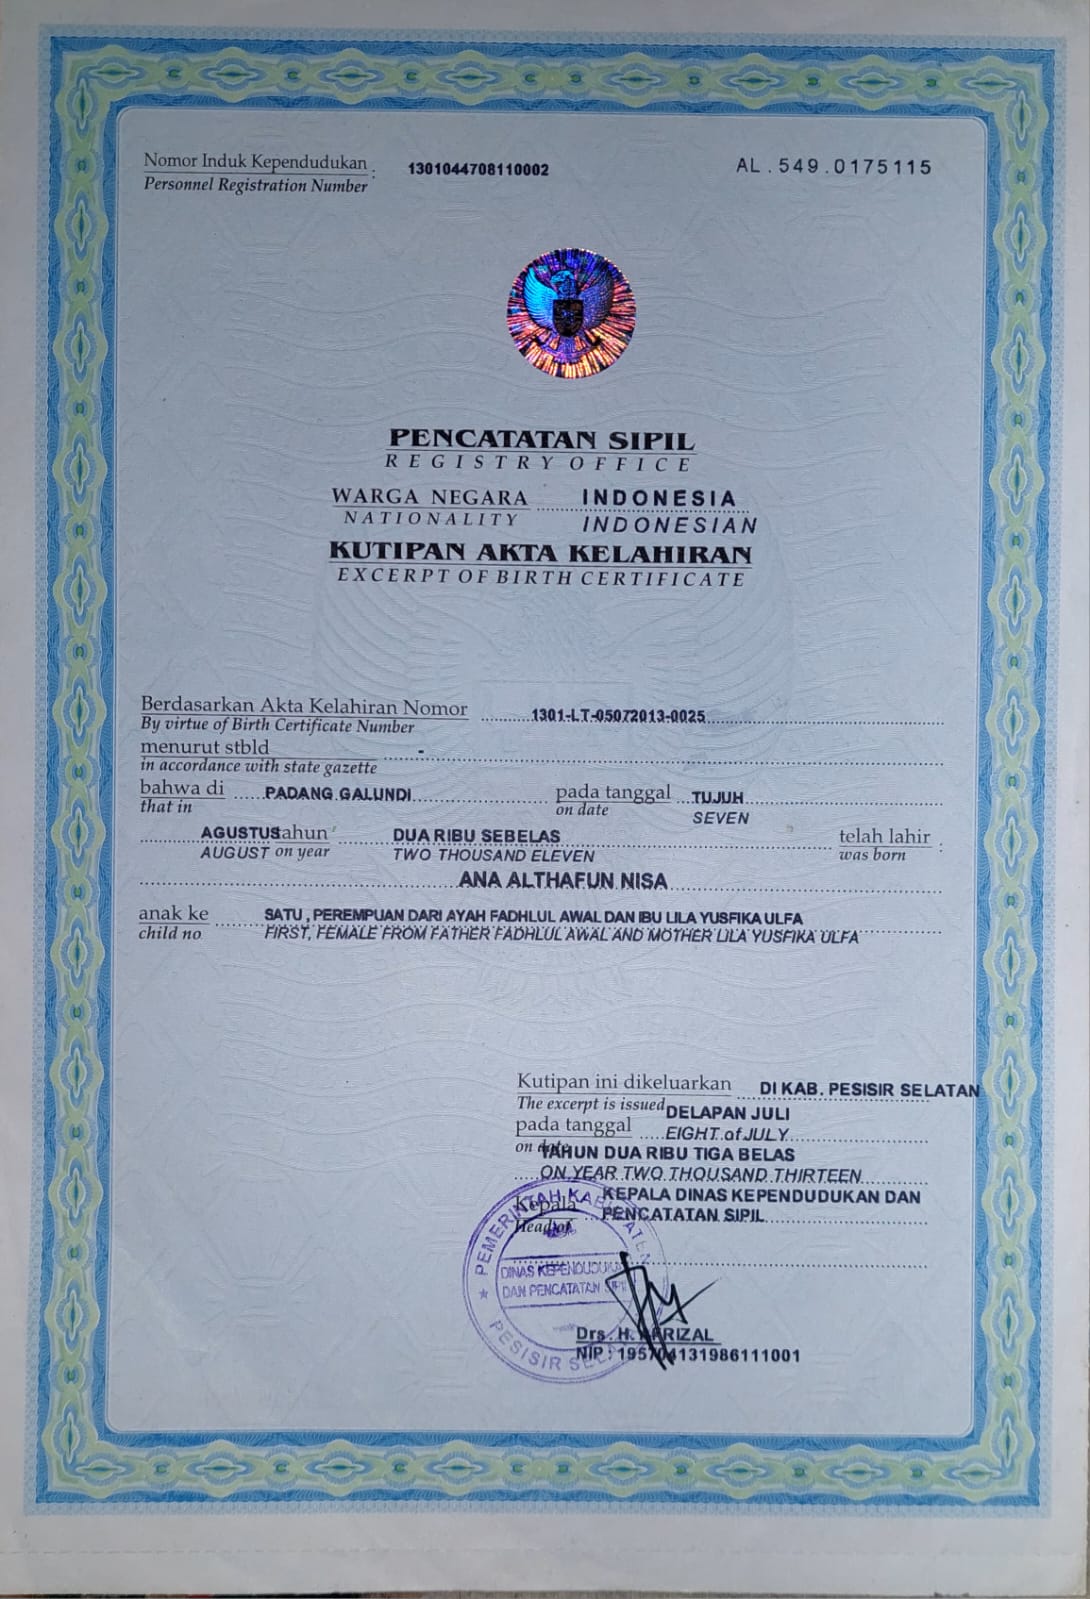 Nomor Induk Kependudukan : 1301044708110002 AL . 549 . 0175115
Personnel Registration Number
PENCATATAN SIPIL
REGISTRY OFFICE
WARGA NEGARA INDONESIA
NATIONALITY INDONESIAN
KUTIPAN AKTA KELAHIRAN
EXCERPT OF BIRTH CERTIFICATE
Berdasarkan Akta Kelahiran Nomor 1301-LT-05072013-0025
By virtue of Birth Certificate Number
menurut stbld -
in accordance with state gazette
bahwa di PADANG GALUNDI pada tanggal TUJUH
that in on date SEVEN
AGUSTUS tahun DUA RIBU SEBELAS telah lahir :
AUGUST on year TWO THOUSAND ELEVEN was born
ANA ALTHAFUN NISA
anak ke SATU , PEREMPUAN DARI AYAH FADHLUL AWAL DAN IBU LILA YUSFIKA ULFA
child no FIRST, FEMALE FROM FATHER FADHLUL AWAL AND MOTHER LILA YUSFIKA ULFA
Kutipan ini dikeluarkan DI KAB. PESISIR SELATAN
The excerpt is issued DELAPAN JULI
pada tanggal EIGHT of JULY
on date TAHUN DUA RIBU TIGA BELAS
ON YEAR TWO THOUSAND THIRTEEN
Kepala KEPALA DINAS KEPENDUDUKAN DAN
Head of PENCATATAN SIPIL
PEMERINTAH KABUPATEN
DINAS KEPENDUDUKAN
DAN PENCATATAN SIPIL
PESISIR SELATAN
Drs. H.
NIP : 195704131986111001